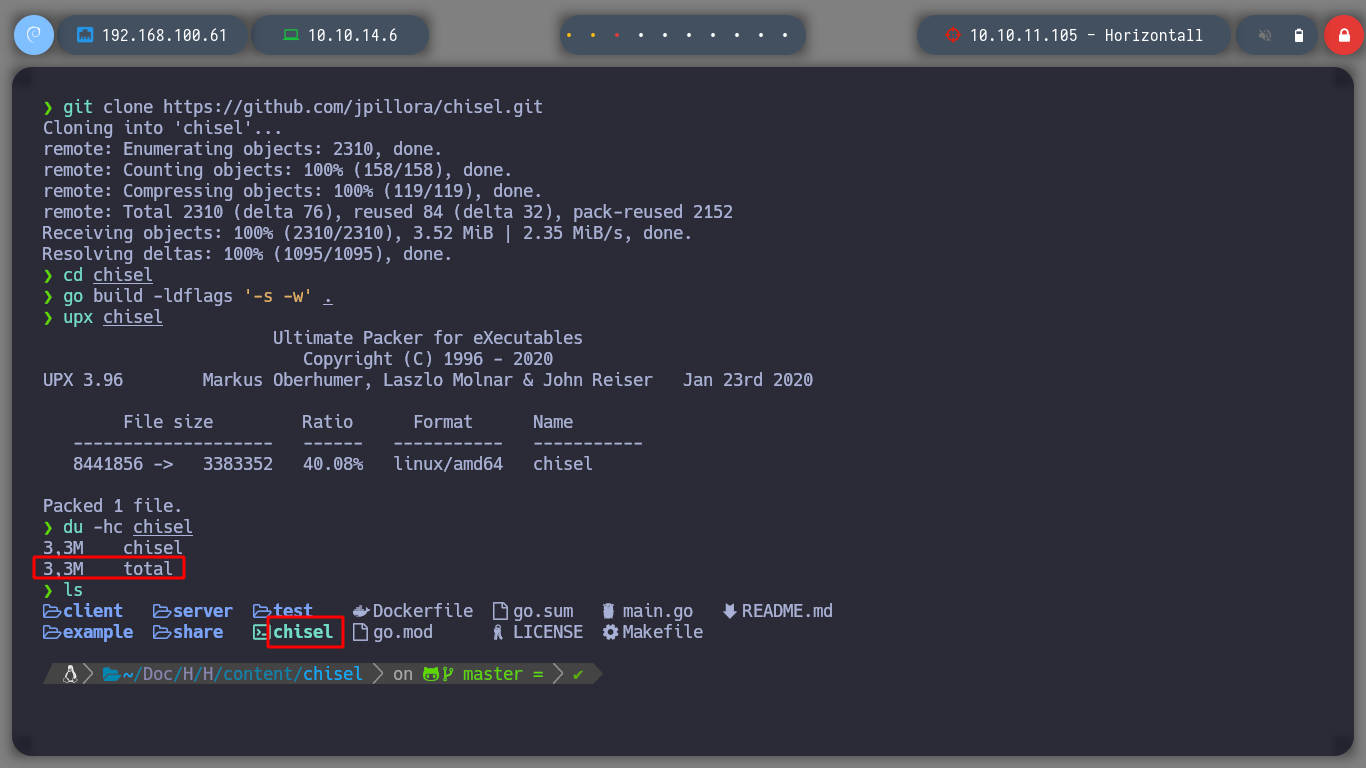 192.168.100.61 10.10.14.6 10.10.11.105 - Horizontall
❯ git clone https://github.com/jpillora/chisel.git
Cloning into 'chisel'...
remote: Enumerating objects: 2310, done.
remote: Counting objects: 100% (158/158), done.
remote: Compressing objects: 100% (119/119), done.
remote: Total 2310 (delta 76), reused 84 (delta 32), pack-reused 2152
Receiving objects: 100% (2310/2310), 3.52 MiB | 2.35 MiB/s, done.
Resolving deltas: 100% (1095/1095), done.
❯ cd chisel
❯ go build -ldflags '-s -w' .
❯ upx chisel
Ultimate Packer for eXecutables
Copyright (C) 1996 - 2020
UPX 3.96 Markus Oberhumer, Laszlo Molnar & John Reiser Jan 23rd 2020
File size Ratio Format Name
-------------------- ------ ----------- -----------
8441856 -> 3383352 40.08% linux/amd64 chisel
Packed 1 file.
❯ du -hc chisel
3,3M chisel
3,3M total
❯ ls
client server test Dockerfile go.sum main.go README.md
example share chisel go.mod LICENSE Makefile
~/Doc/H/H/content/chisel on master = ✔